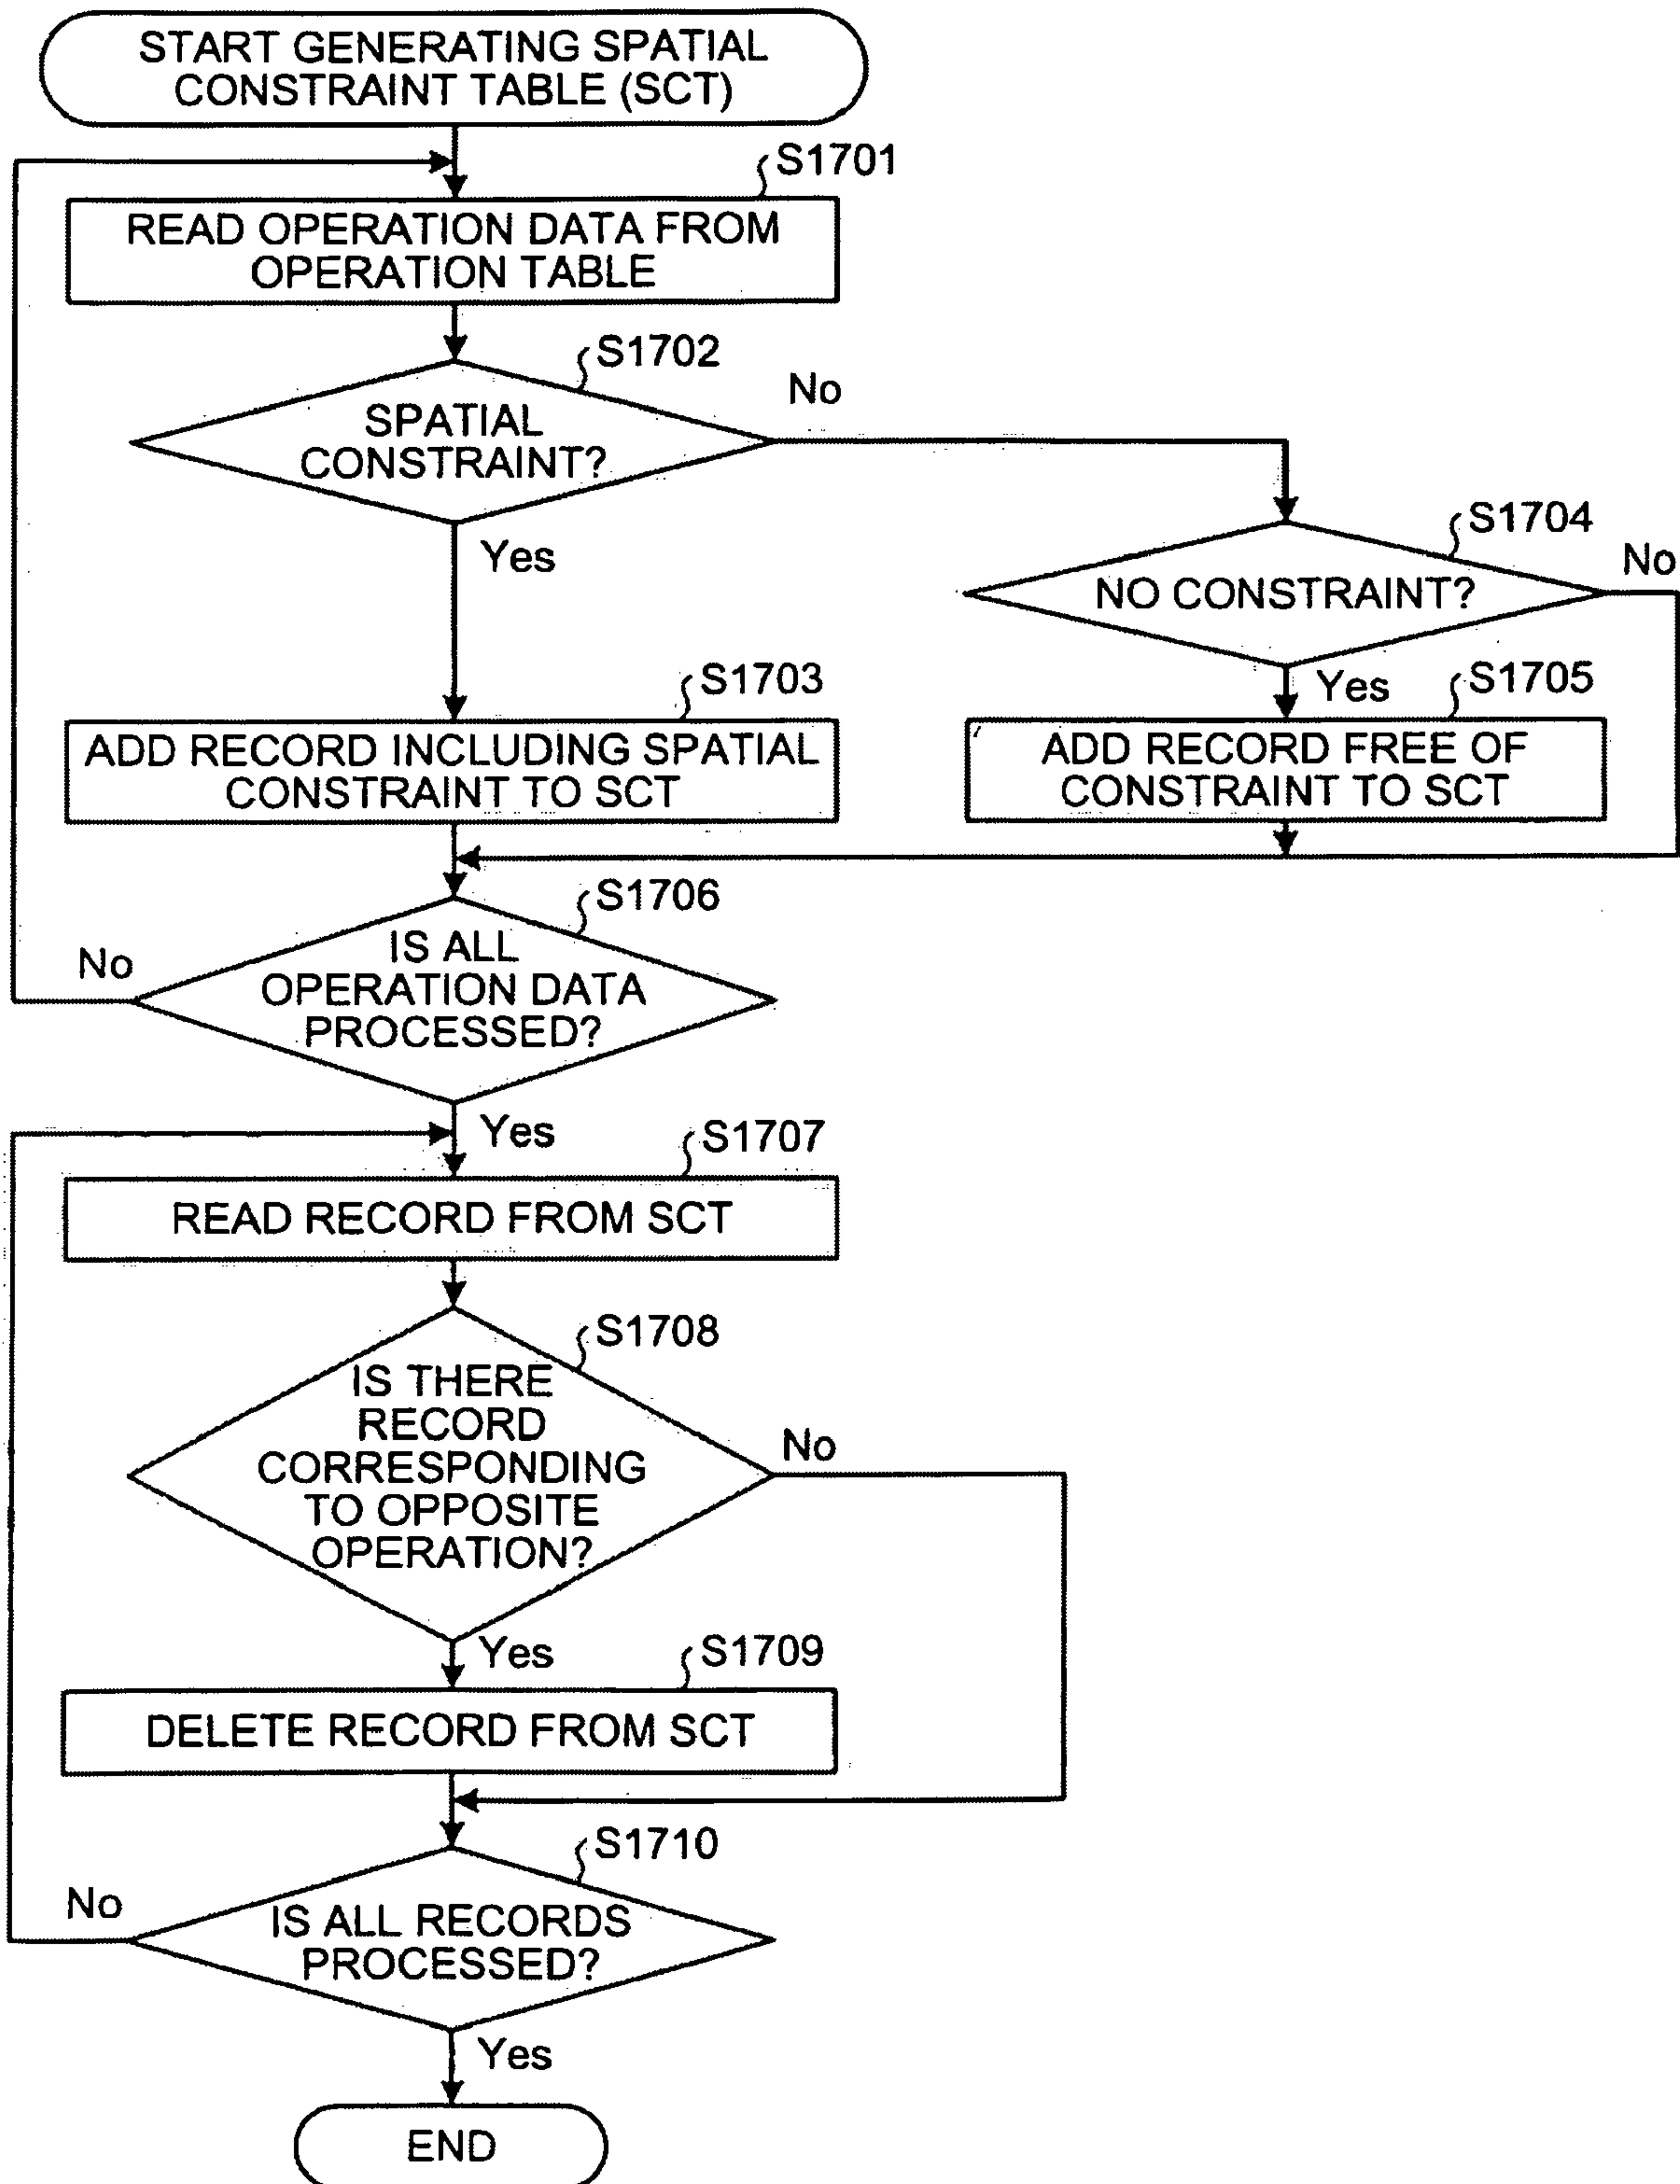 START GENERATING SPATIAL
CONSTRAINT TABLE (SCT)
S1701
READ OPERATION DATA FROM
OPERATION TABLE
S1702
No
SPATIAL
CONSTRAINT?
Yes
S1704
No
NO CONSTRAINT?
Yes
S1703
S1705
ADD RECORD INCLUDING SPATIAL
CONSTRAINT TO SCT
ADD RECORD FREE OF
CONSTRAINT TO SCT
S1706
No
IS ALL
OPERATION DATA
PROCESSED?
Yes
S1707
READ RECORD FROM SCT
S1708
IS THERE
RECORD
CORRESPONDING
TO OPPOSITE
OPERATION?
No
Yes
S1709
DELETE RECORD FROM SCT
S1710
No
IS ALL RECORDS
PROCESSED?
Yes
END